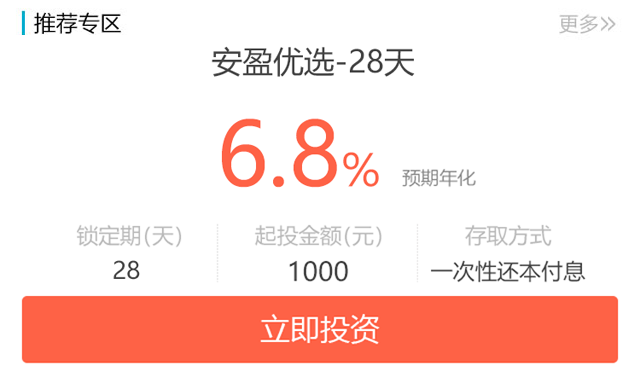 推荐专区 更多»
安盈优选-28天
6.8% 预期年化
锁定期(天) 起投金额(元) 存取方式
28 1000 一次性还本付息
立即投资